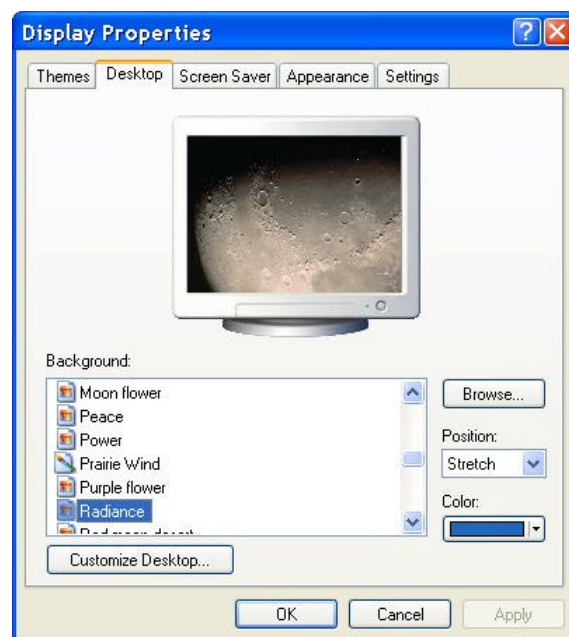 Display Properties
Themes Desktop Screen Saver Appearance Settings
Background:
Moon flower
Peace
Power
Prairie Wind
Purple flower
Radiance
Browse...
Position:
Stretch
Color:
Customize Desktop...
OK Cancel Apply